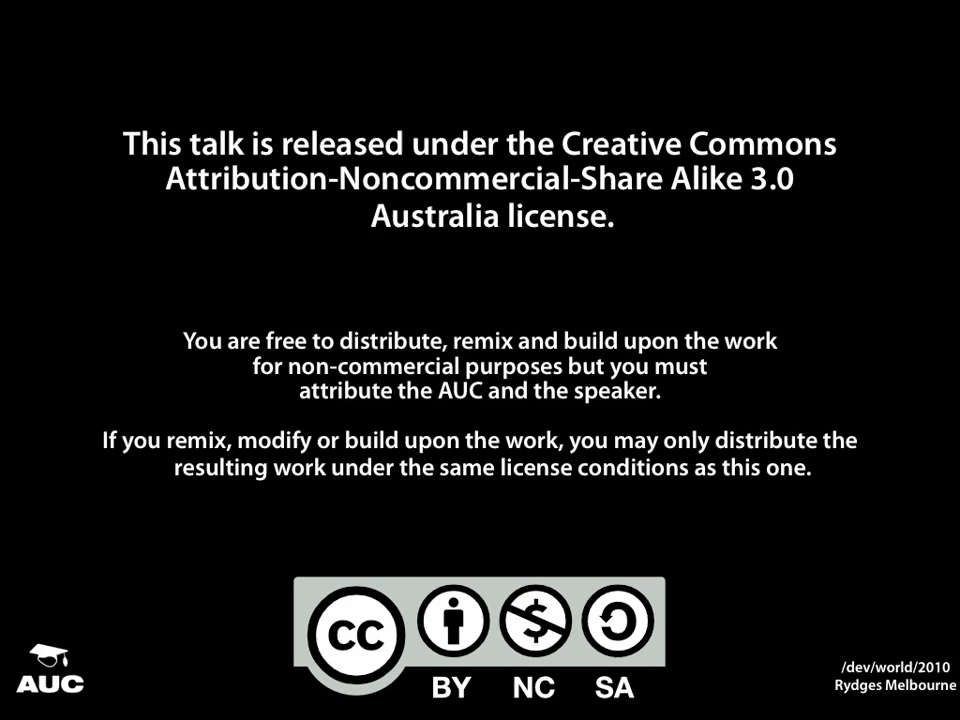 This talk is released under the Creative Commons
Attribution-Noncommercial-Share Alike 3.0
Australia license.
You are free to distribute, remix and build upon the work
for non-commercial purposes but you must
attribute the AUC and the speaker.
If you remix, modify or build upon the work, you may only distribute the
resulting work under the same license conditions as this one.
cc
$
BY NC SA
AUC
/dev/world/2010
Rydges Melbourne